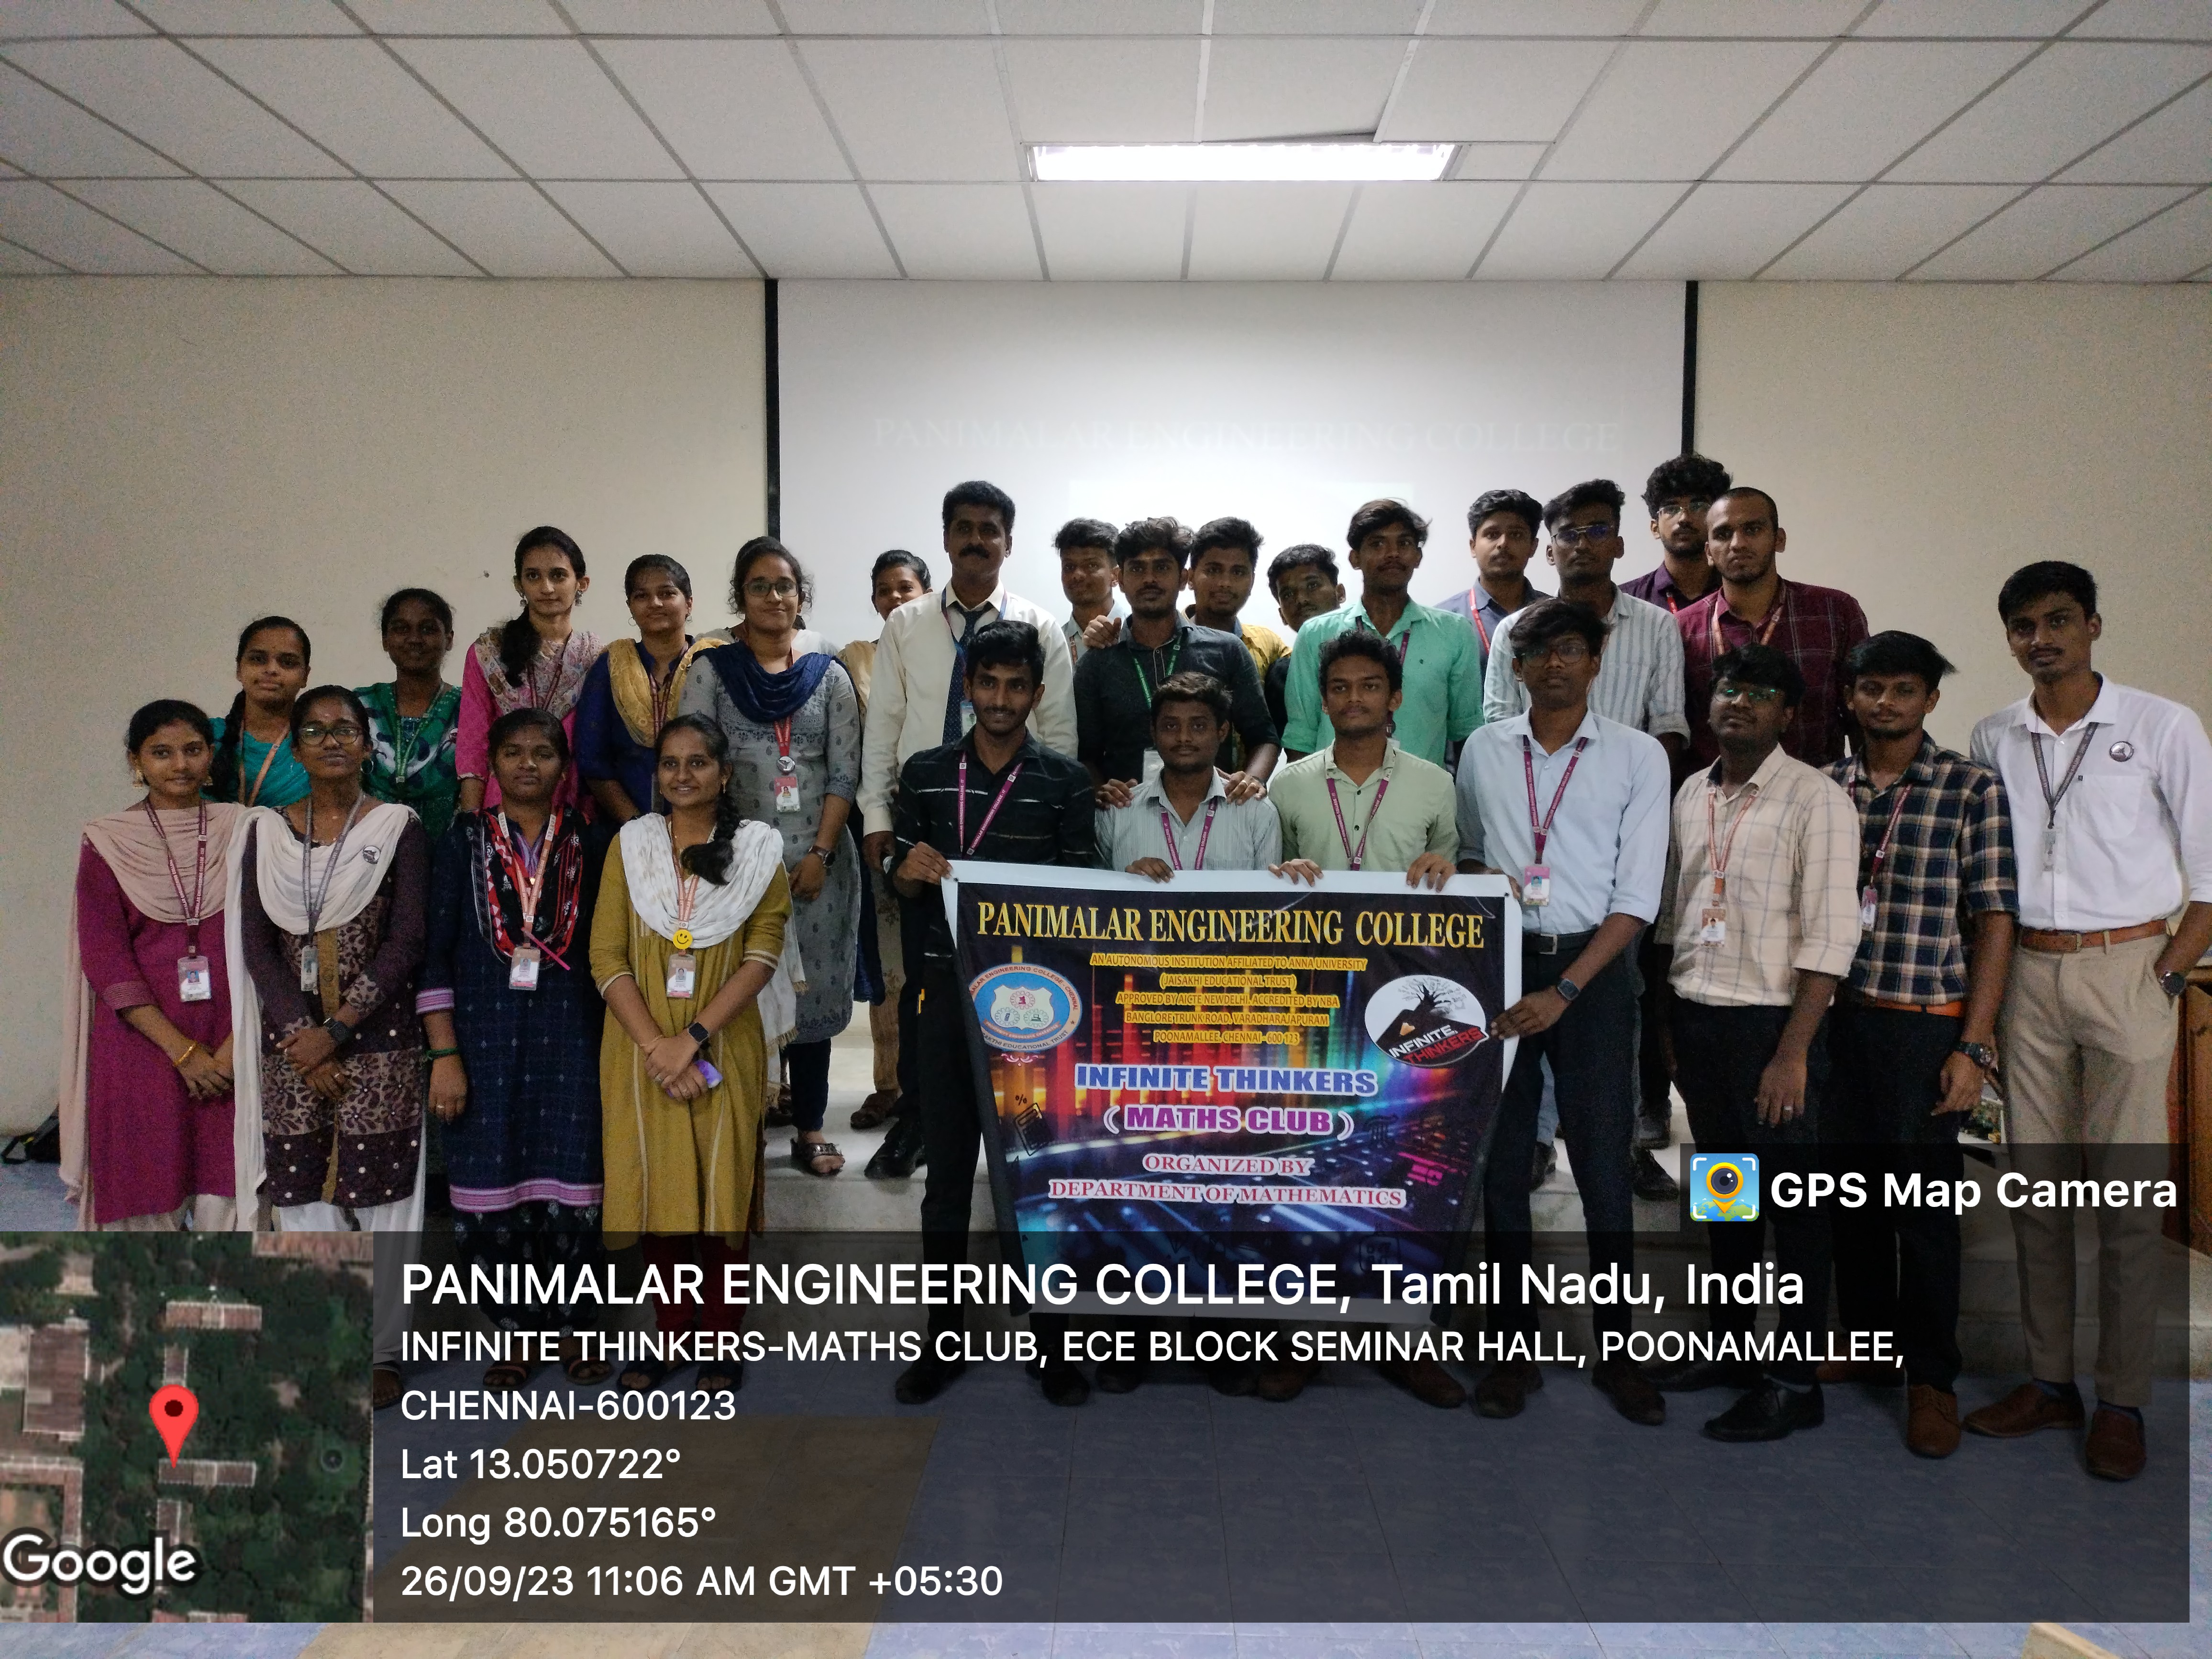 PANIMALAR ENGINEERING COLLEGE
PANIMALAR ENGINEERING COLLEGE
AN AUTONOMOUS INSTITUTION AFFILIATED TO ANNA UNIVERSITY
(JAISAKHI EDUCATIONAL TRUST)
APPROVED BY AICTE NEWDELHI, ACCREDITED BY NBA
BANGLORE TRUNK ROAD, VARADHARAJAPURAM
POONAMALLEE, CHENNAI - 600 123
INFINITE
THINKERS
INFINITE THINKERS
( MATHS CLUB )
ORGANIZED BY
DEPARTMENT OF MATHEMATICS
GPS Map Camera
PANIMALAR ENGINEERING COLLEGE, Tamil Nadu, India
INFINITE THINKERS-MATHS CLUB, ECE BLOCK SEMINAR HALL, POONAMALLEE,
CHENNAI-600123
Lat 13.050722°
Long 80.075165°
26/09/23 11:06 AM GMT +05:30
Google